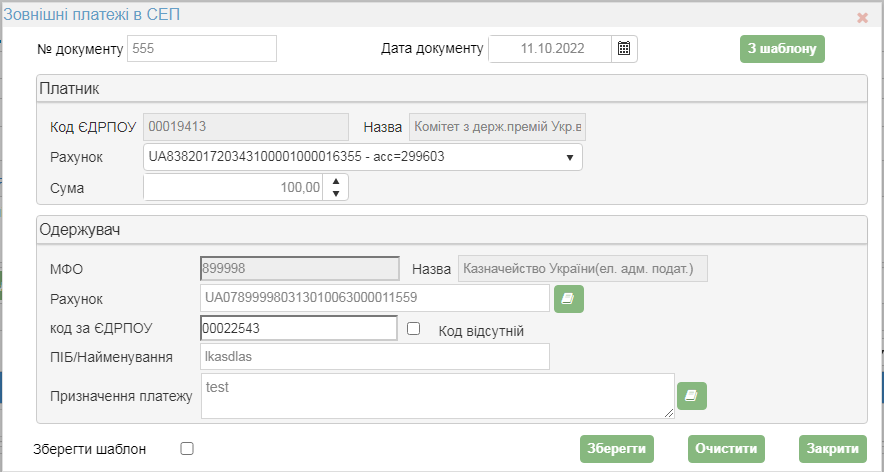 Зовнішні платежі в СЕП
№ документу 555 Дата документу 11.10.2022 З шаблону
Платник
Код ЄДРПОУ 00019413 Назва Комітет з держ.премій Укр.в
Рахунок UA838201720343100001000016355 - acc=299603
Сума 100,00
Одержувач
МФО 899998 Назва Казначейство України(ел. адм. подат.)
Рахунок UA078999980313010063000011559
код за ЄДРПОУ 00022543 Код відсутній
ПІБ/Найменування lkasdlas
Призначення платежу test
Зберегти шаблон Зберегти Очистити Закрити